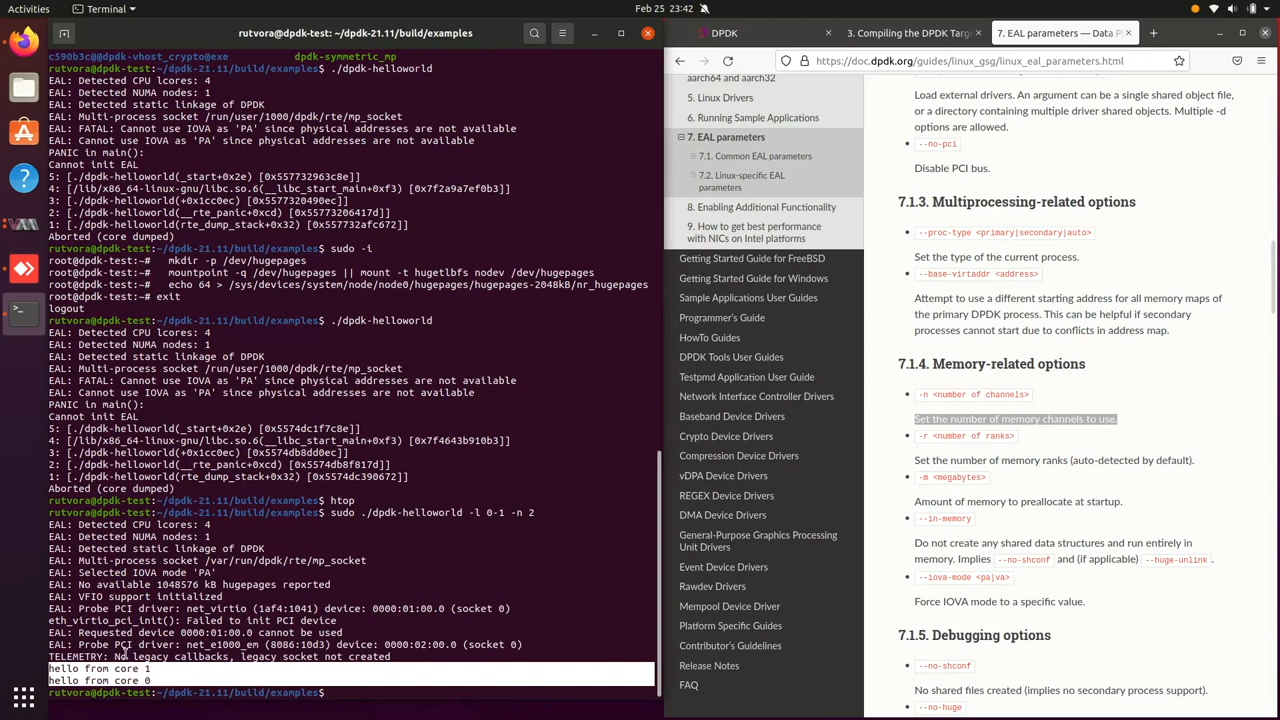 Activities
Terminal
Feb 25 23:42
rutvora@dpdk-test: ~/dpdk-21.11/build/examples
c590b3c@@dpdk-vhost_crypto@exe dpdk-symmetric_mp
rutvora@dpdk-test:~/dpdk-21.11/build/examples$ ./dpdk-helloworld
EAL: Detected CPU lcores: 4
EAL: Detected NUMA nodes: 1
EAL: Detected static linkage of DPDK
EAL: Multi-process socket /run/user/1000/dpdk/rte/mp_socket
EAL: FATAL: Cannot use IOVA as 'PA' since physical addresses are not available
EAL: Cannot use IOVA as 'PA' since physical addresses are not available
PANIC in main():
Cannot init EAL
5: [./dpdk-helloworld(_start+0x2e) [0x55773296 3c8e]]
4: [/lib/x86_64-linux-gnu/libc.so.6(__libc_start_main+0xf3) [0x7f2a9a7ef0b3]]
3: [./dpdk-helloworld(+0x1cc0ec) [0x5577320490ec]]
2: [./dpdk-helloworld(__rte_panic+0xcd) [0x55773206417d]]
1: [./dpdk-helloworld(rte_dump_stack+0x32) [0x557732971672]]
Aborted (core dumped)
rutvora@dpdk-test:~/dpdk-21.11/build/examples$ sudo -i
root@dpdk-test:~# mkdir -p /dev/hugepages
root@dpdk-test:~# mountpoint -q /dev/hugepages || mount -t hugetlbfs nodev /dev/hugepages
root@dpdk-test:~# echo 64 > /sys/devices/system/node/node0/hugepages/hugepages-2048kB/nr_hugepages
root@dpdk-test:~# exit
logout
rutvora@dpdk-test:~/dpdk-21.11/build/examples$ ./dpdk-helloworld
EAL: Detected CPU lcores: 4
EAL: Detected NUMA nodes: 1
EAL: Detected static linkage of DPDK
EAL: Multi-process socket /run/user/1000/dpdk/rte/mp_socket
EAL: FATAL: Cannot use IOVA as 'PA' since physical addresses are not available
EAL: Cannot use IOVA as 'PA' since physical addresses are not available
PANIC in main():
Cannot init EAL
5: [./dpdk-helloworld(_start+0x2e)
4: [/lib/x86_64-linux-gnu/libc.so.6(__libc_start_main+0xf3) [0x7f4643b910b3]]
3: [./dpdk-helloworld(+0x1cc0ec) [0x5574db8dd0ec]]
2: [./dpdk-helloworld(__rte_panic+0xcd) [0x5574db8f817d]]
1: [./dpdk-helloworld(rte_dump_stack+0x32) [0x5574dc390672]]
Aborted (core dumped)
rutvora@dpdk-test:~/dpdk-21.11/build/examples$ htop
rutvora@dpdk-test:~/dpdk-21.11/build/examples$ sudo ./dpdk-helloworld -l 0-1 -n 2
EAL: Detected CPU lcores: 4
EAL: Detected NUMA nodes: 1
EAL: Detected static linkage of DPDK
EAL: Multi-process socket /var/run/dpdk/rte/mp_socket
EAL: Selected IOVA mode 'PA'
EAL: No available 1048576 kB hugepages reported
EAL: VFIO support initialized
EAL: Probe PCI driver: net_virtio (1af4:1041) device: 0000:01:00.0 (socket 0)
eth_virtio_pci_init(): Failed to init PCI device
EAL: Requested device 0000:01:00.0 cannot be used
EAL: Probe PCI driver: net_e1000_em (8086:10d3) device: 0000:02:00.0 (socket 0)
TELEMETRY: No legacy callbacks, legacy socket not created
hello from core 1
hello from core 0
rutvora@dpdk-test:~/dpdk-21.11/build/examples$
DPDK
3. Compiling the DPDK Targ
7. EAL parameters — Data Pl
https://doc.dpdk.org/guides/linux_gsg/linux_eal_parameters.html
aarch64 and aarch32
5. Linux Drivers
6. Running Sample Applications
7. EAL parameters
7.1. Common EAL parameters
7.2. Linux-specific EAL
parameters
8. Enabling Additional Functionality
9. How to get best performance
with NICs on Intel platforms
Getting Started Guide for FreeBSD
Getting Started Guide for Windows
Sample Applications User Guides
Programmer's Guide
HowTo Guides
DPDK Tools User Guides
Testpmd Application User Guide
Network Interface Controller Drivers
Baseband Device Drivers
Crypto Device Drivers
Compression Device Drivers
vDPA Device Drivers
REGEX Device Drivers
DMA Device Drivers
General-Purpose Graphics Processing
Unit Drivers
Event Device Drivers
Rawdev Drivers
Mempool Device Driver
Platform Specific Guides
Contributor's Guidelines
Release Notes
FAQ
Load external drivers. An argument can be a single shared object file,
or a directory containing multiple driver shared objects. Multiple -d
options are allowed.
--no-pci
Disable PCI bus.
7.1.3. Multiprocessing-related options
--proc-type <primary|secondary|auto>
Set the type of the current process.
--base-virtaddr <address>
Attempt to use a different starting address for all memory maps of
the primary DPDK process. This can be helpful if secondary
processes cannot start due to conflicts in address map.
7.1.4. Memory-related options
-n <number of channels>
Set the number of memory channels to use.
-r <number of ranks>
Set the number of memory ranks (auto-detected by default).
-m <megabytes>
Amount of memory to preallocate at startup.
--in-memory
Do not create any shared data structures and run entirely in
memory. Implies --no-shconf and (if applicable) --huge-unlink .
--iova-mode <pa|va>
Force IOVA mode to a specific value.
7.1.5. Debugging options
--no-shconf
No shared files created (implies no secondary process support).
--no-huge